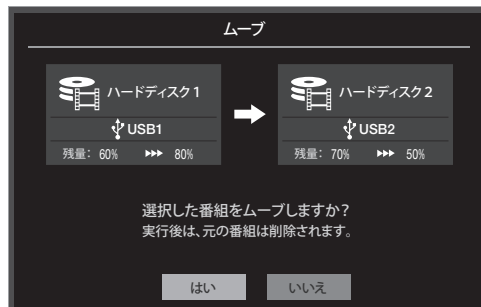 ムーブ
ハードディスク1
USB1
残量: 60% ▶▶▶ 80%
ハードディスク2
USB2
残量: 70% ▶▶▶ 50%
選択した番組をムーブしますか？
実行後は、元の番組は削除されます。
はい
いいえ